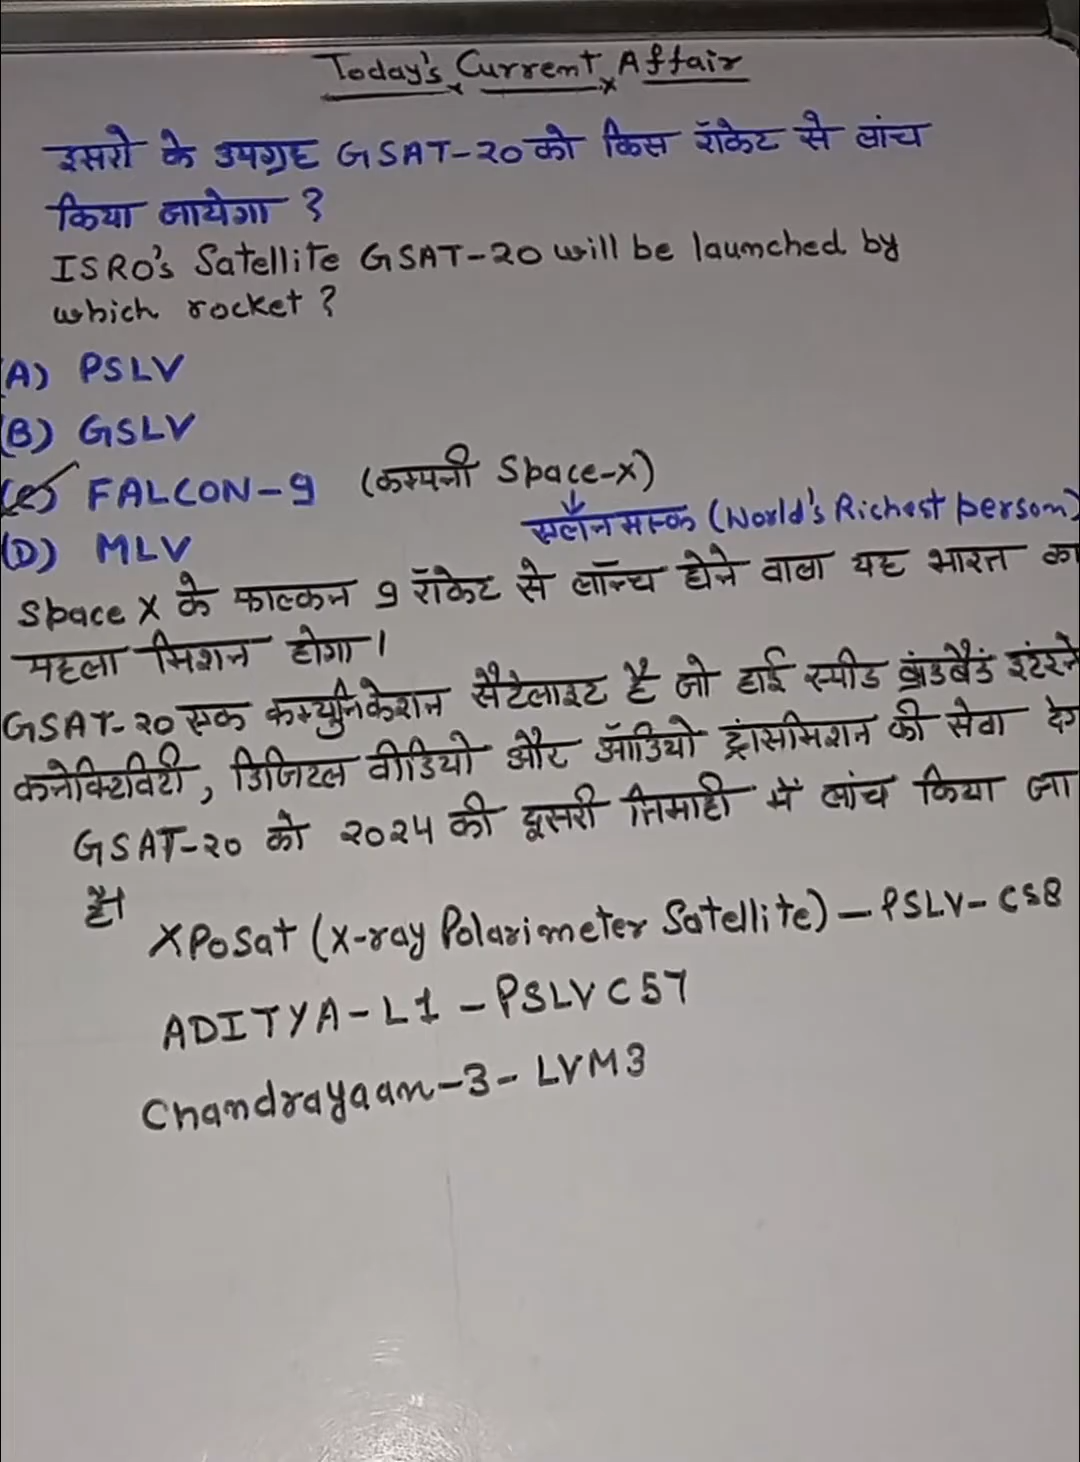 Today's Current Affair
इसरो के उपग्रह GSAT-20 को किस रॉकेट से लांच
किया जायेगा ?
ISRO's Satellite GSAT-20 will be launched by
which rocket ?
(A) PSLV
(B) GSLV
(C) FALCON-9 (कम्पनी Space-X)
एलॅान मस्क (World's Richest person)
(D) MLV
Space X के फाल्कन 9 रॉकेट से लॉन्च होने वाला यह भारत का
पहला मिशन होगा।
GSAT-20 एक कम्युनिकेशन सैटेलाइट है जो हाई स्पीड ब्रांडबैंड इंटरने
कनेक्टिविटी, डिजिटल वीडियो और ऑडियो ट्रांसमिशन की सेवा देग
GSAT-20 को 2024 की दूसरी तिमाही में लांच किया जा
है।
XPoSat (X-ray Polarimeter Satellite) - PSLV- C58
ADITYA-L1 - PSLV C57
Chandrayaan-3- LVM3